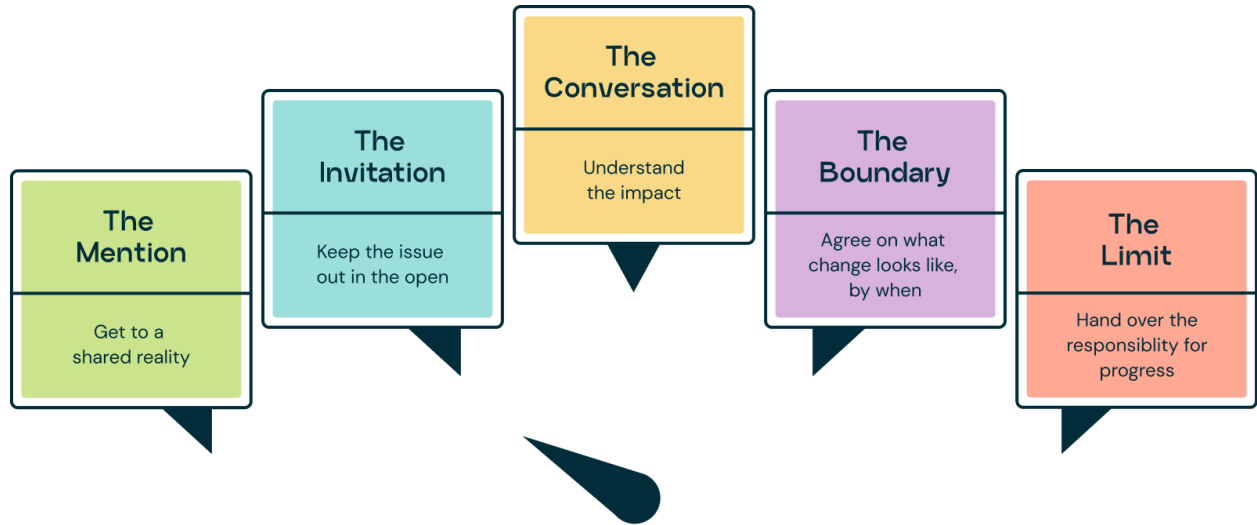 The
Mention
Get to a
shared reality
The
Invitation
Keep the issue
out in the open
The
Conversation
Understand
the impact
The
Boundary
Agree on what
change looks like,
by when
The
Limit
Hand over the
responsiblity for
progress